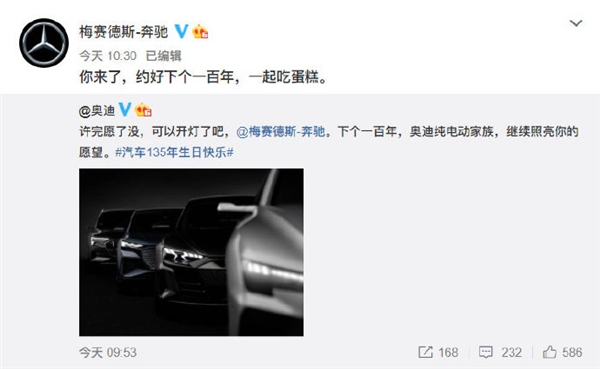 梅赛德斯-奔驰
今天 10:30 已编辑
你来了，约好下个一百年，一起吃蛋糕。
@奥迪
许完愿了没，可以开灯了吧，@梅赛德斯-奔驰。下个一百年，奥迪纯电动家族，继续照亮你的
愿望。#汽车135年生日快乐#
今天 09:53 168 232 586